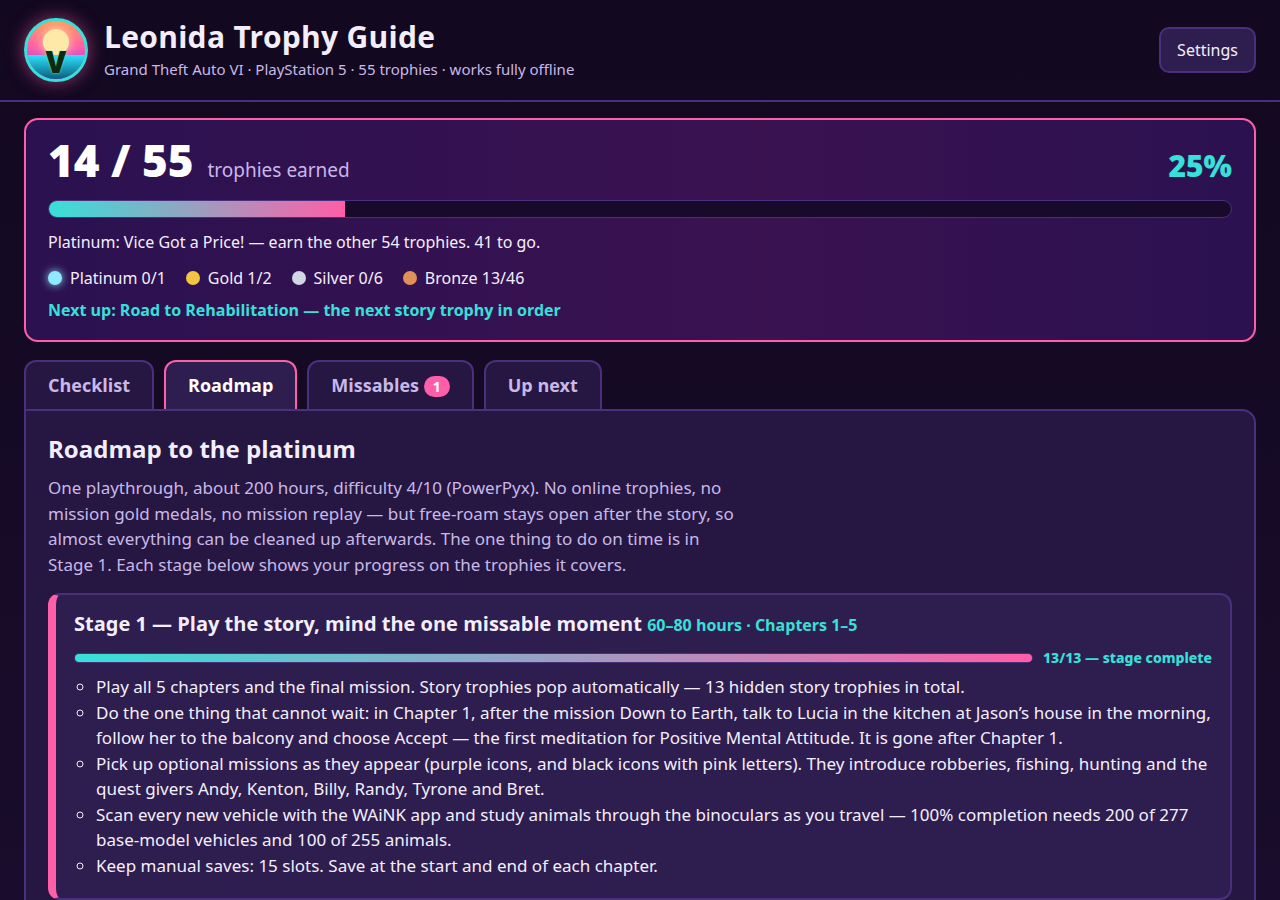 V
Leonida Trophy Guide
Grand Theft Auto VI · PlayStation 5 · 55 trophies · works fully offline
Settings
14 / 55 trophies earned
25%
Platinum: Vice Got a Price! — earn the other 54 trophies. 41 to go.
Platinum 0/1 Gold 1/2 Silver 0/6 Bronze 13/46
Next up: Road to Rehabilitation — the next story trophy in order
Checklist
Roadmap
Missables 1
Up next
Roadmap to the platinum
One playthrough, about 200 hours, difficulty 4/10 (PowerPyx). No online trophies, no
mission gold medals, no mission replay — but free-roam stays open after the story, so
almost everything can be cleaned up afterwards. The one thing to do on time is in
Stage 1. Each stage below shows your progress on the trophies it covers.
Stage 1 — Play the story, mind the one missable moment 60–80 hours · Chapters 1–5
13/13 — stage complete
Play all 5 chapters and the final mission. Story trophies pop automatically — 13 hidden story trophies in total.
Do the one thing that cannot wait: in Chapter 1, after the mission Down to Earth, talk to Lucia in the kitchen at Jason’s house in the morning,
follow her to the balcony and choose Accept — the first meditation for Positive Mental Attitude. It is gone after Chapter 1.
Pick up optional missions as they appear (purple icons, and black icons with pink letters). They introduce robberies, fishing, hunting and the
quest givers Andy, Kenton, Billy, Randy, Tyrone and Bret.
Scan every new vehicle with the WAiNK app and study animals through the binoculars as you travel — 100% completion needs 200 of 277
base-model vehicles and 100 of 255 animals.
Keep manual saves: 15 slots. Save at the start and end of each chapter.